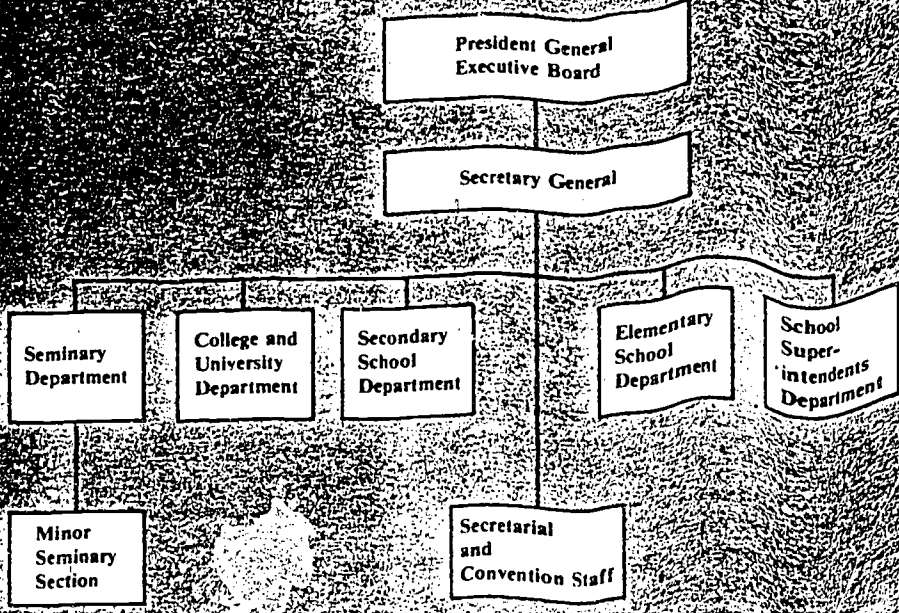 President General
Executive Board
Secretary General
Seminary
Department
College and
University
Department
Secondary
School
Department
Elementary
School
Department
School
Super-
intendents
Department
Minor
Seminary
Section
Secretarial
and
Convention Staff